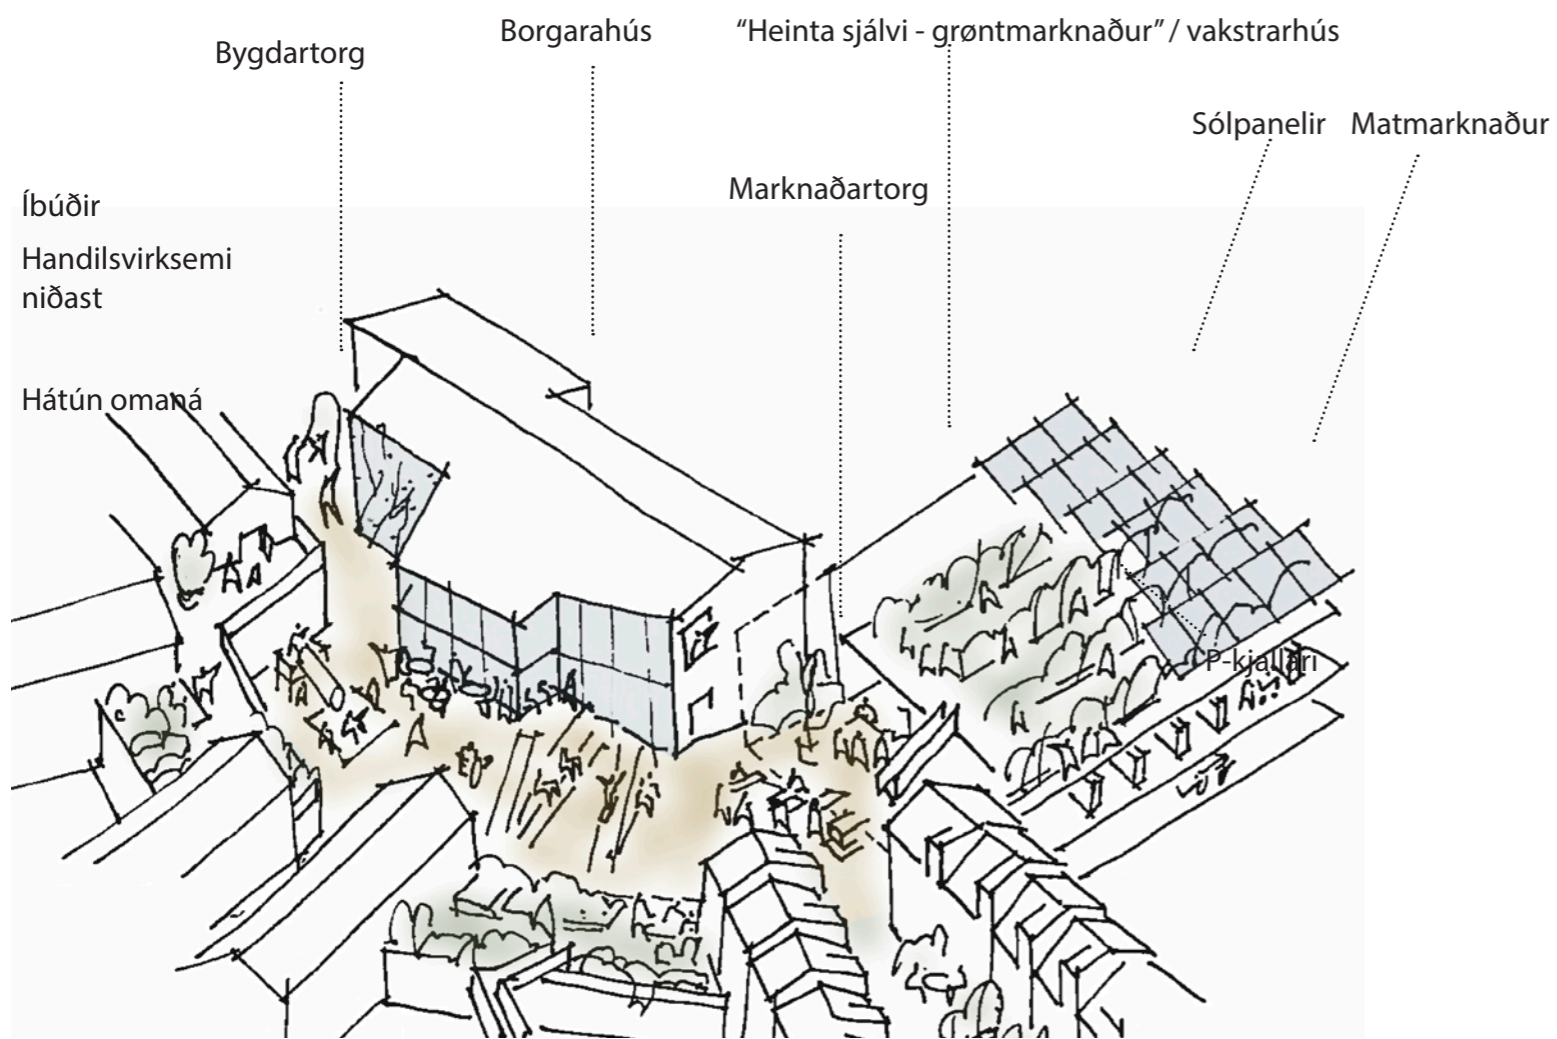 Bygdartorg
Borgarahús
“Heinta sjálvi - grøntmarknaður” / vakstrarhús
Sólpanelir
Matmarknaður
Marknaðartorg
Íbúðir
Handilsvirksemi
niðast
Hátún omaná
P-kjallari